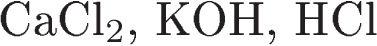 CaCl₂, KOH, HCl